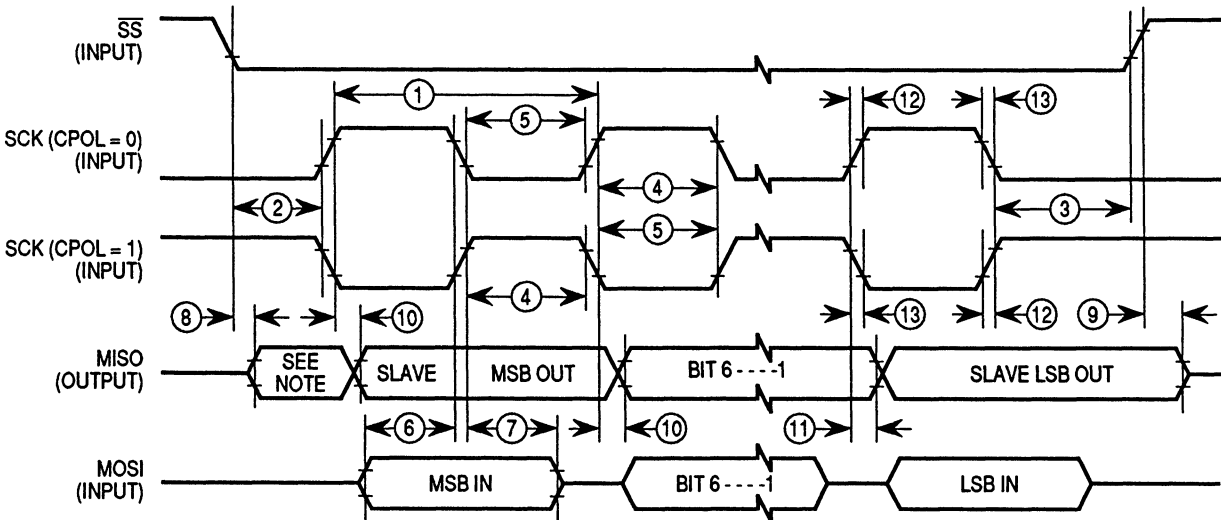 SS
(INPUT)
1
12
13
5
SCK (CPOL = 0)
(INPUT)
4
2
3
5
SCK (CPOL = 1)
(INPUT)
4
8
10
13
12
9
MISO
(OUTPUT)
SEE
NOTE
SLAVE
MSB OUT
BIT 6 - - - - -1
SLAVE LSB OUT
6
7
10
11
MOSI
(INPUT)
MSB IN
BIT 6 - - - - -1
LSB IN